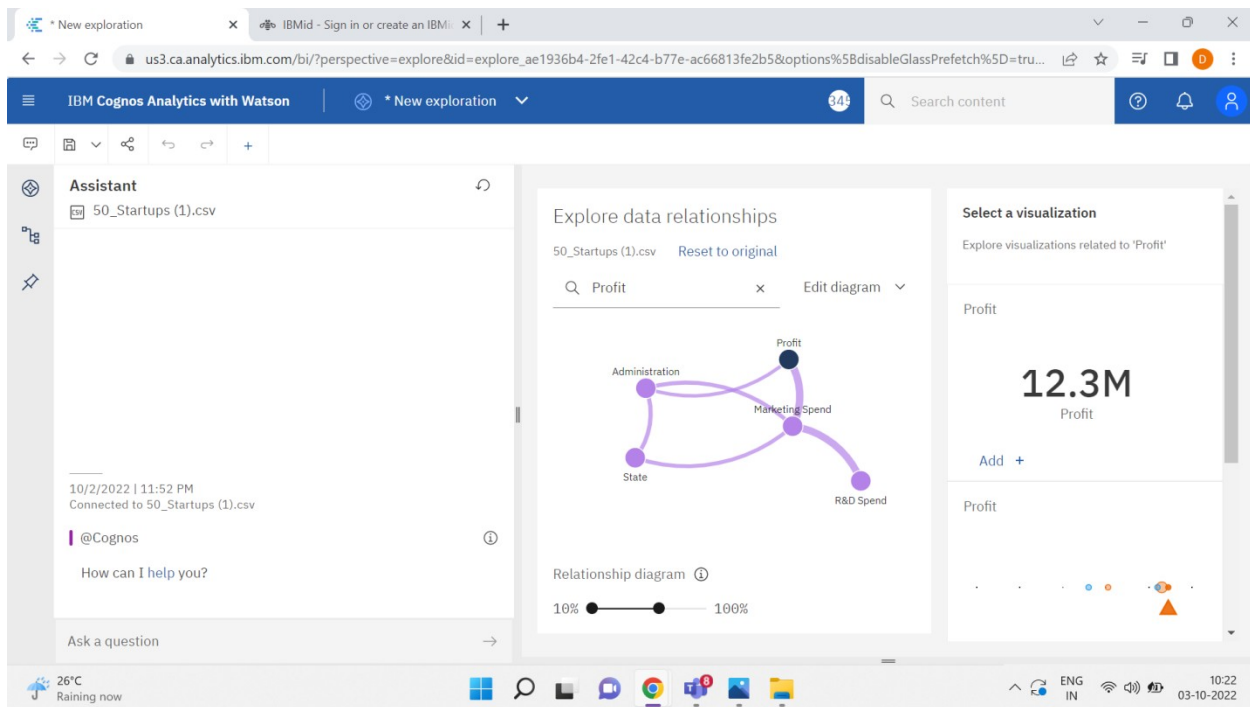 * New exploration
IBMid - Sign in or create an IBMi
us3.ca.analytics.ibm.com/bi/?perspective=explore&id=explore_ae1936b4-2fe1-42c4-b77e-ac66813fe2b5&options%5BdisableGlassPrefetch%5D=tru...
D
IBM Cognos Analytics with Watson
* New exploration
Search content
Assistant
50_Startups (1).csv
10/2/2022 | 11:52 PM
Connected to 50_Startups (1).csv
@Cognos
How can I help you?
Ask a question
Explore data relationships
50_Startups (1).csv Reset to original
Profit
Edit diagram
Profit
Administration
Marketing Spend
State
R&D Spend
Relationship diagram
10% 100%
Select a visualization
Explore visualizations related to 'Profit'
Profit
12.3M
Profit
Add +
Profit
26°C
Raining now
8
ENG
IN
10:22
03-10-2022